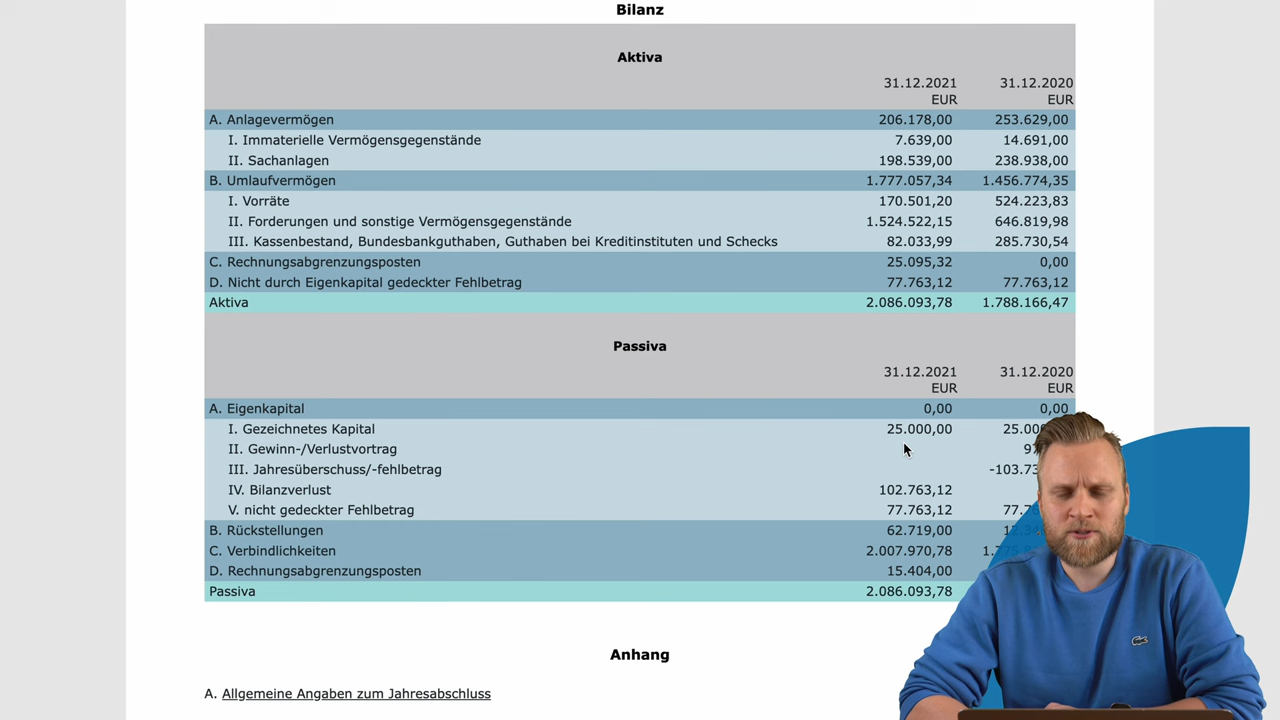 Bilanz
Aktiva
31.12.2021 31.12.2020
EUR EUR
A. Anlagevermögen 206.178,00 253.629,00
I. Immaterielle Vermögensgegenstände 7.639,00 14.691,00
II. Sachanlagen 198.539,00 238.938,00
B. Umlaufvermögen 1.777.057,34 1.456.774,35
I. Vorräte 170.501,20 524.223,83
II. Forderungen und sonstige Vermögensgegenstände 1.524.522,15 646.819,98
III. Kassenbestand, Bundesbankguthaben, Guthaben bei Kreditinstituten und Schecks 82.033,99 285.730,54
C. Rechnungsabgrenzungsposten 25.095,32 0,00
D. Nicht durch Eigenkapital gedeckter Fehlbetrag 77.763,12 77.763,12
Aktiva 2.086.093,78 1.788.166,47
Passiva
31.12.2021 31.12.2020
EUR EUR
A. Eigenkapital 0,00 0,00
I. Gezeichnetes Kapital 25.000,00
II. Gewinn-/Verlustvortrag
III. Jahresüberschuss/-fehlbetrag
IV. Bilanzverlust 102.763,12
V. nicht gedeckter Fehlbetrag 77.763,12
B. Rückstellungen 62.719,00
C. Verbindlichkeiten 2.007.970,78
D. Rechnungsabgrenzungsposten 15.404,00
Passiva 2.086.093,78
Anhang
A. Allgemeine Angaben zum Jahresabschluss